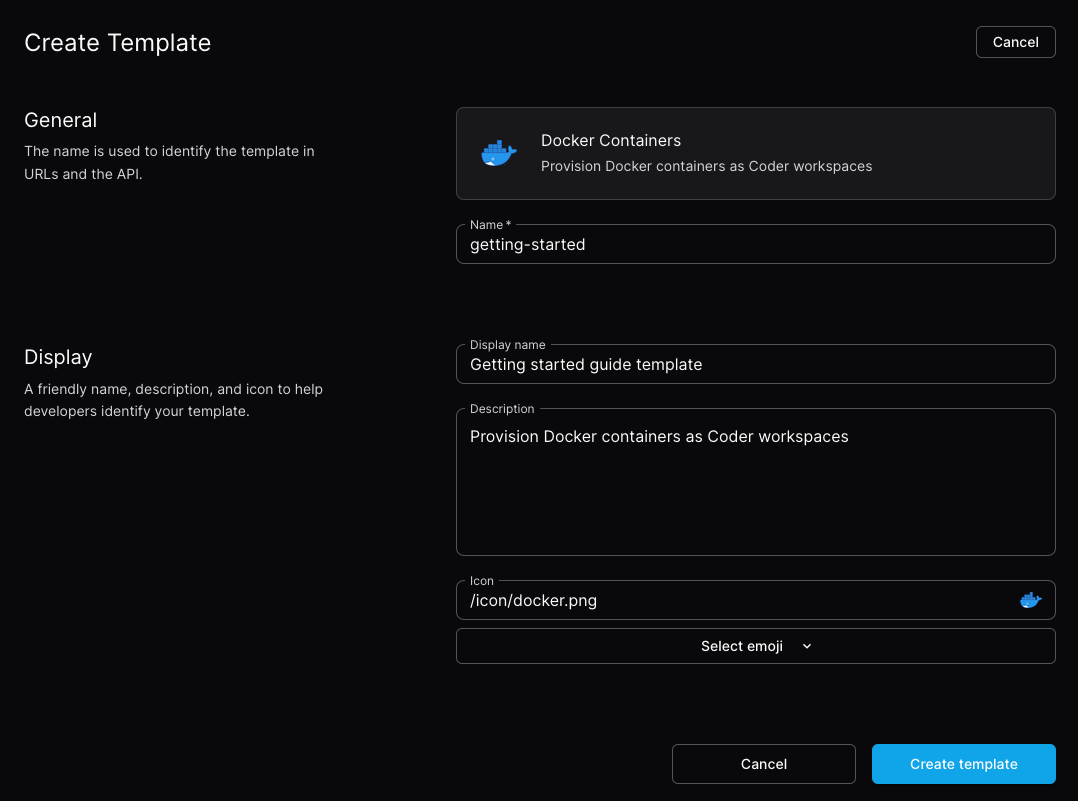 Create Template
Cancel
General
The name is used to identify the template in
URLs and the API.
Docker Containers
Provision Docker containers as Coder workspaces
Name *
getting-started
Display
A friendly name, description, and icon to help
developers identify your template.
Display name
Getting started guide template
Description
Provision Docker containers as Coder workspaces
Icon
/icon/docker.png
Select emoji
Cancel
Create template